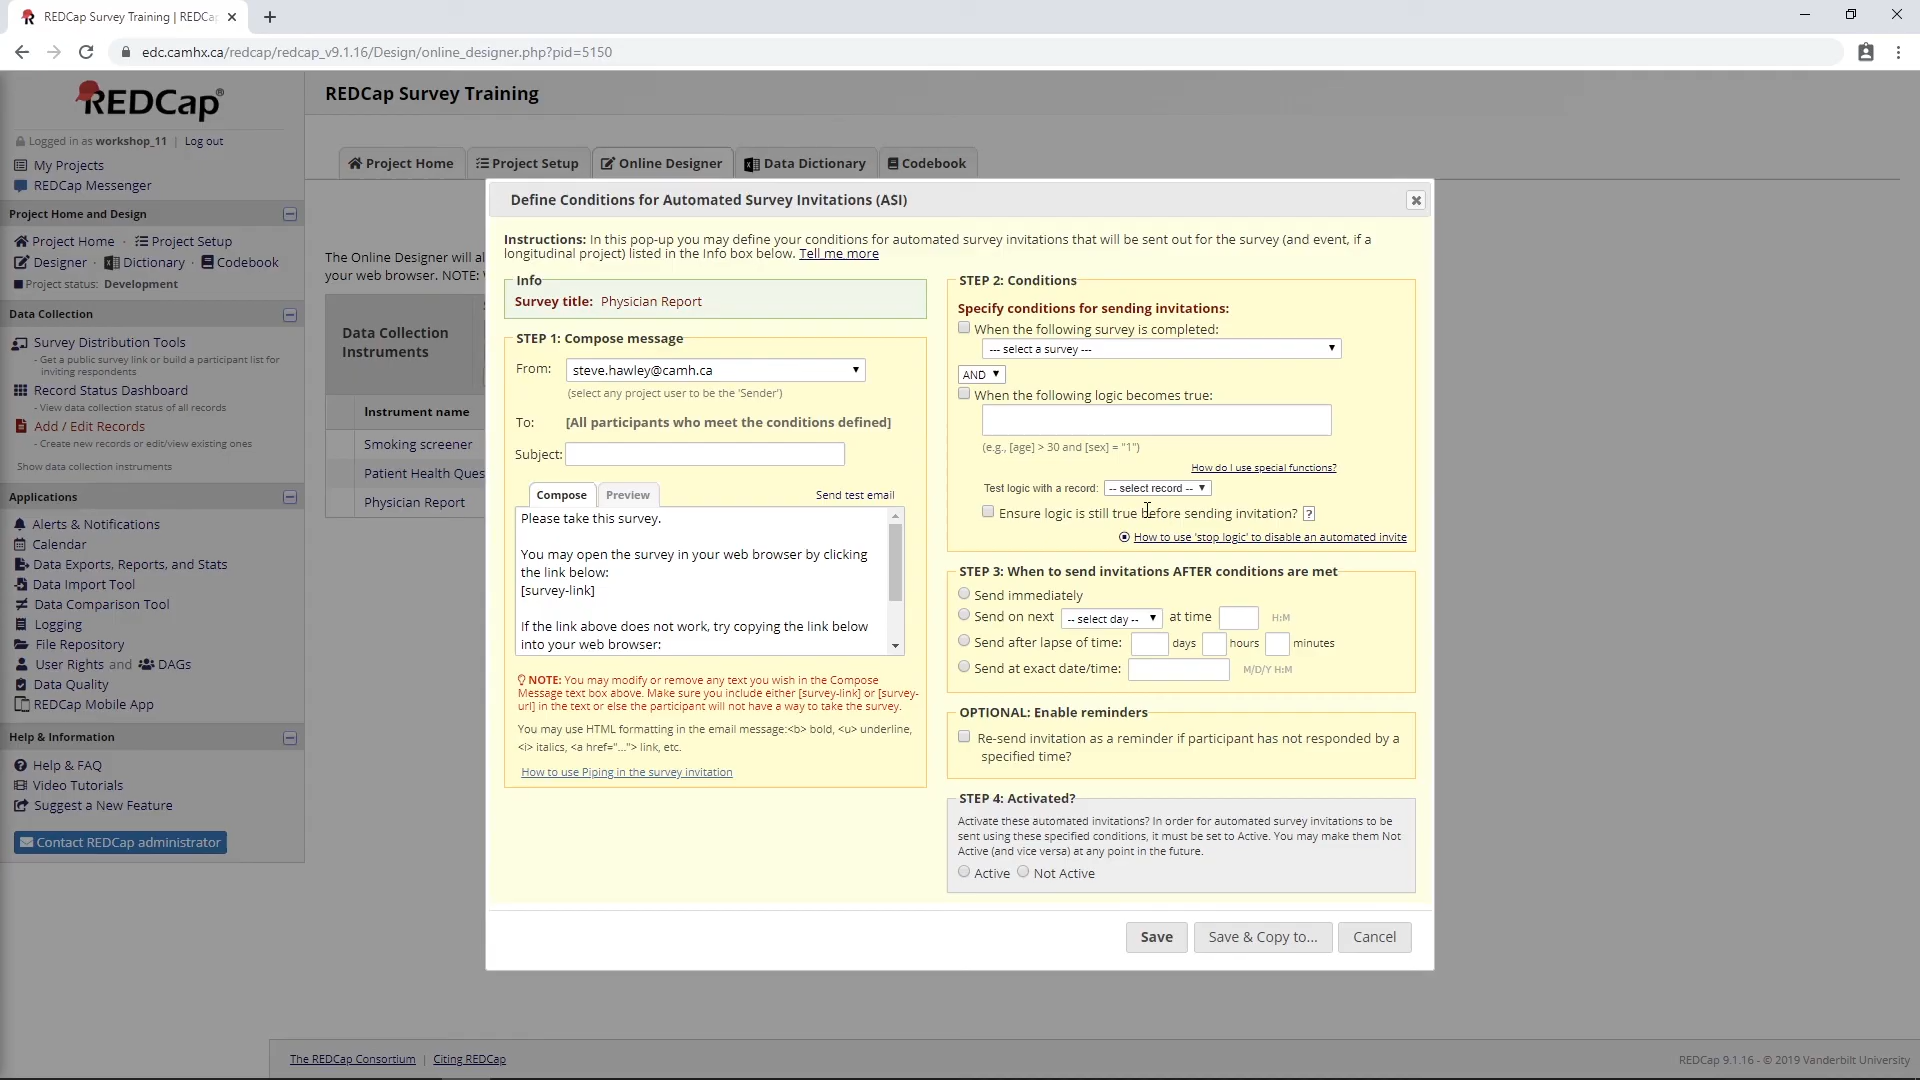 REDCap Survey Training | REDCa
edc.camhx.ca/redcap/redcap_v9.1.16/Design/online_designer.php?pid=5150
REDCap®
Logged in as workshop_11 | Log out
My Projects
REDCap Messenger
Project Home and Design
Project Home · Project Setup
Designer · Dictionary · Codebook
Project status: Development
Data Collection
Survey Distribution Tools
- Get a public survey link or build a participant list for
inviting respondents
Record Status Dashboard
- View data collection status of all records
Add / Edit Records
- Create new records or edit/view existing ones
Show data collection instruments
Applications
Alerts & Notifications
Calendar
Data Exports, Reports, and Stats
Data Import Tool
Data Comparison Tool
Logging
File Repository
User Rights and DAGs
Data Quality
REDCap Mobile App
Help & Information
Help & FAQ
Video Tutorials
Suggest a New Feature
Contact REDCap administrator
REDCap Survey Training
Project Home
Project Setup
Online Designer
Data Dictionary
Codebook
The Online Designer will al
your web browser. NOTE:
Data Collection
Instruments
Instrument name
Smoking screener
Patient Health Ques
Physician Report
Define Conditions for Automated Survey Invitations (ASI)
Instructions: In this pop-up you may define your conditions for automated survey invitations that will be sent out for the survey (and event, if a
longitudinal project) listed in the Info box below. Tell me more
Info
Survey title: Physician Report
STEP 1: Compose message
From: steve.hawley@camh.ca
(select any project user to be the 'Sender')
To: [All participants who meet the conditions defined]
Subject:
Compose Preview Send test email
Please take this survey.
You may open the survey in your web browser by clicking
the link below:
[survey-link]
If the link above does not work, try copying the link below
into your web browser:
NOTE: You may modify or remove any text you wish in the Compose
Message text box above. Make sure you include either [survey-link] or [survey-
url] in the text or else the participant will not have a way to take the survey.
You may use HTML formatting in the email message:<b> bold, <u> underline,
<i> italics, <a href="..."> link, etc.
How to use Piping in the survey invitation
STEP 2: Conditions
Specify conditions for sending invitations:
When the following survey is completed:
--- select a survey ---
AND
When the following logic becomes true:
(e.g., [age] > 30 and [sex] = "1")
How do I use special functions?
Test logic with a record: -- select record --
Ensure logic is still true before sending invitation? ?
How to use 'stop logic' to disable an automated invite
STEP 3: When to send invitations AFTER conditions are met
Send immediately
Send on next -- select day -- at time H:M
Send after lapse of time: days hours minutes
Send at exact date/time: M/D/Y H:M
OPTIONAL: Enable reminders
Re-send invitation as a reminder if participant has not responded by a
specified time?
STEP 4: Activated?
Activate these automated invitations? In order for automated survey invitations to be
sent using these specified conditions, it must be set to Active. You may make them Not
Active (and vice versa) at any point in the future.
Active Not Active
Save Save & Copy to... Cancel
The REDCap Consortium | Citing REDCap
REDCap 9.1.16 - © 2019 Vanderbilt University